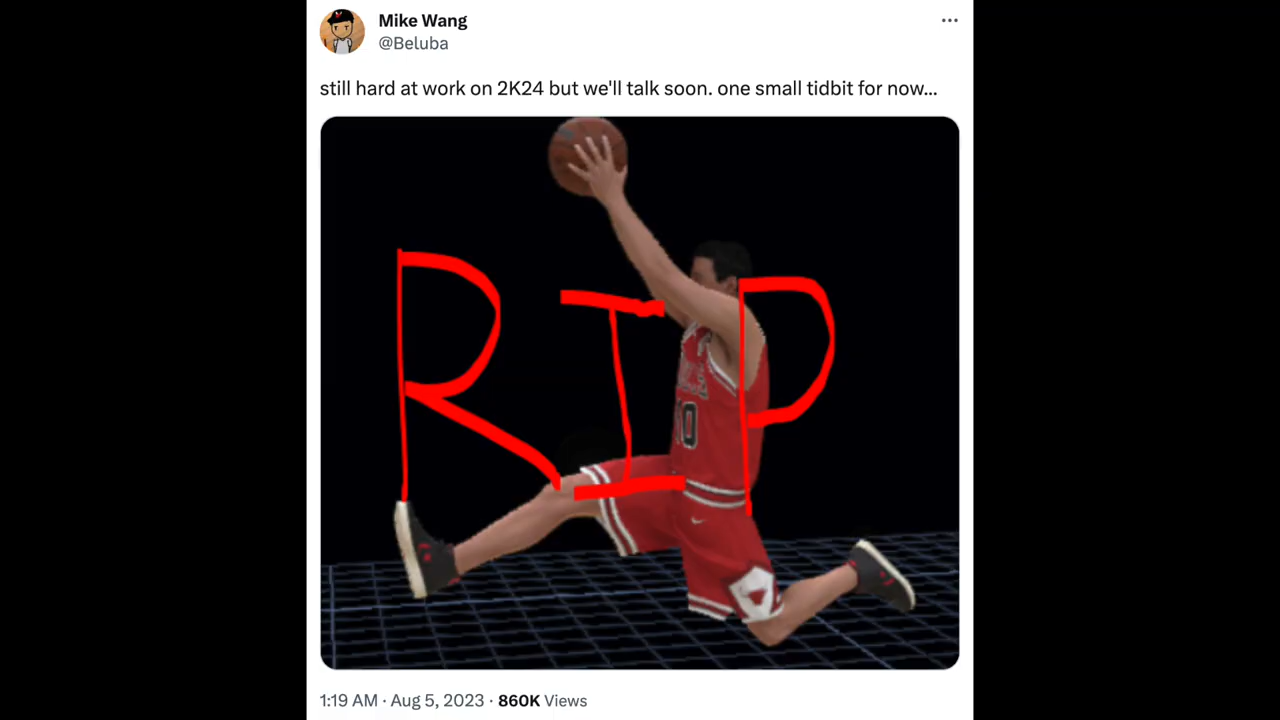 Mike Wang
@Beluba
still hard at work on 2K24 but we'll talk soon. one small tidbit for now...
RIP
10
1:19 AM · Aug 5, 2023 · 860K Views